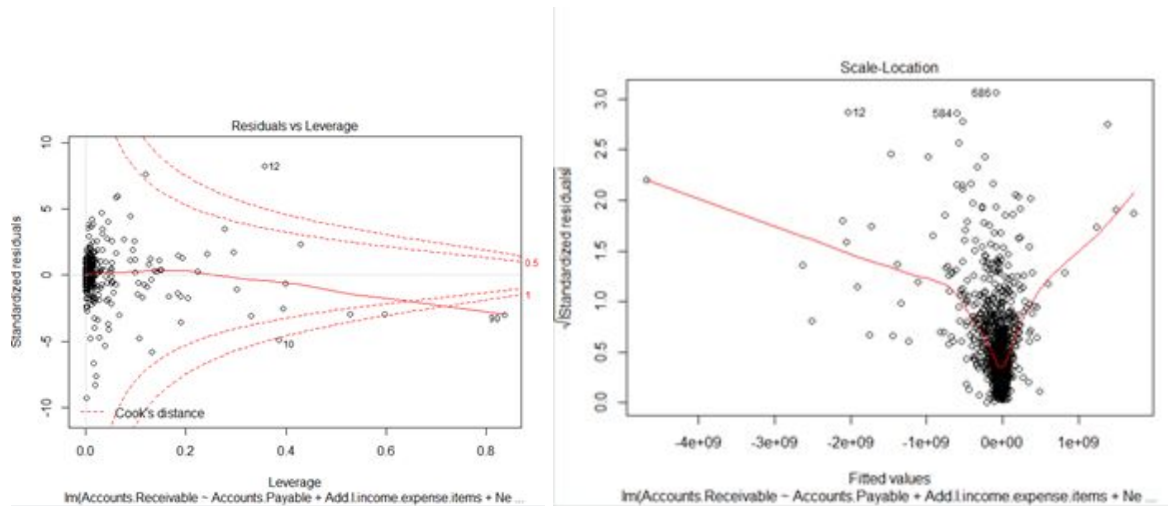 Residuals vs Leverage
Standardized residuals
10
5
0
-5
-10
12
0.5
1
90
10
Cook's distance
0.0 0.2 0.4 0.6 0.8
Leverage
lm(Accounts.Receivable ~ Accounts.Payable + Add.l.income.expense.items + Ne ...
Scale-Location
√|Standardized residuals|
3.0
2.5
2.0
1.5
1.0
0.5
0.0
686
12
584
-4e+09 -3e+09 -2e+09 -1e+09 0e+00 1e+09
Fitted values
lm(Accounts.Receivable ~ Accounts.Payable + Add.l.income.expense.items + Ne ...